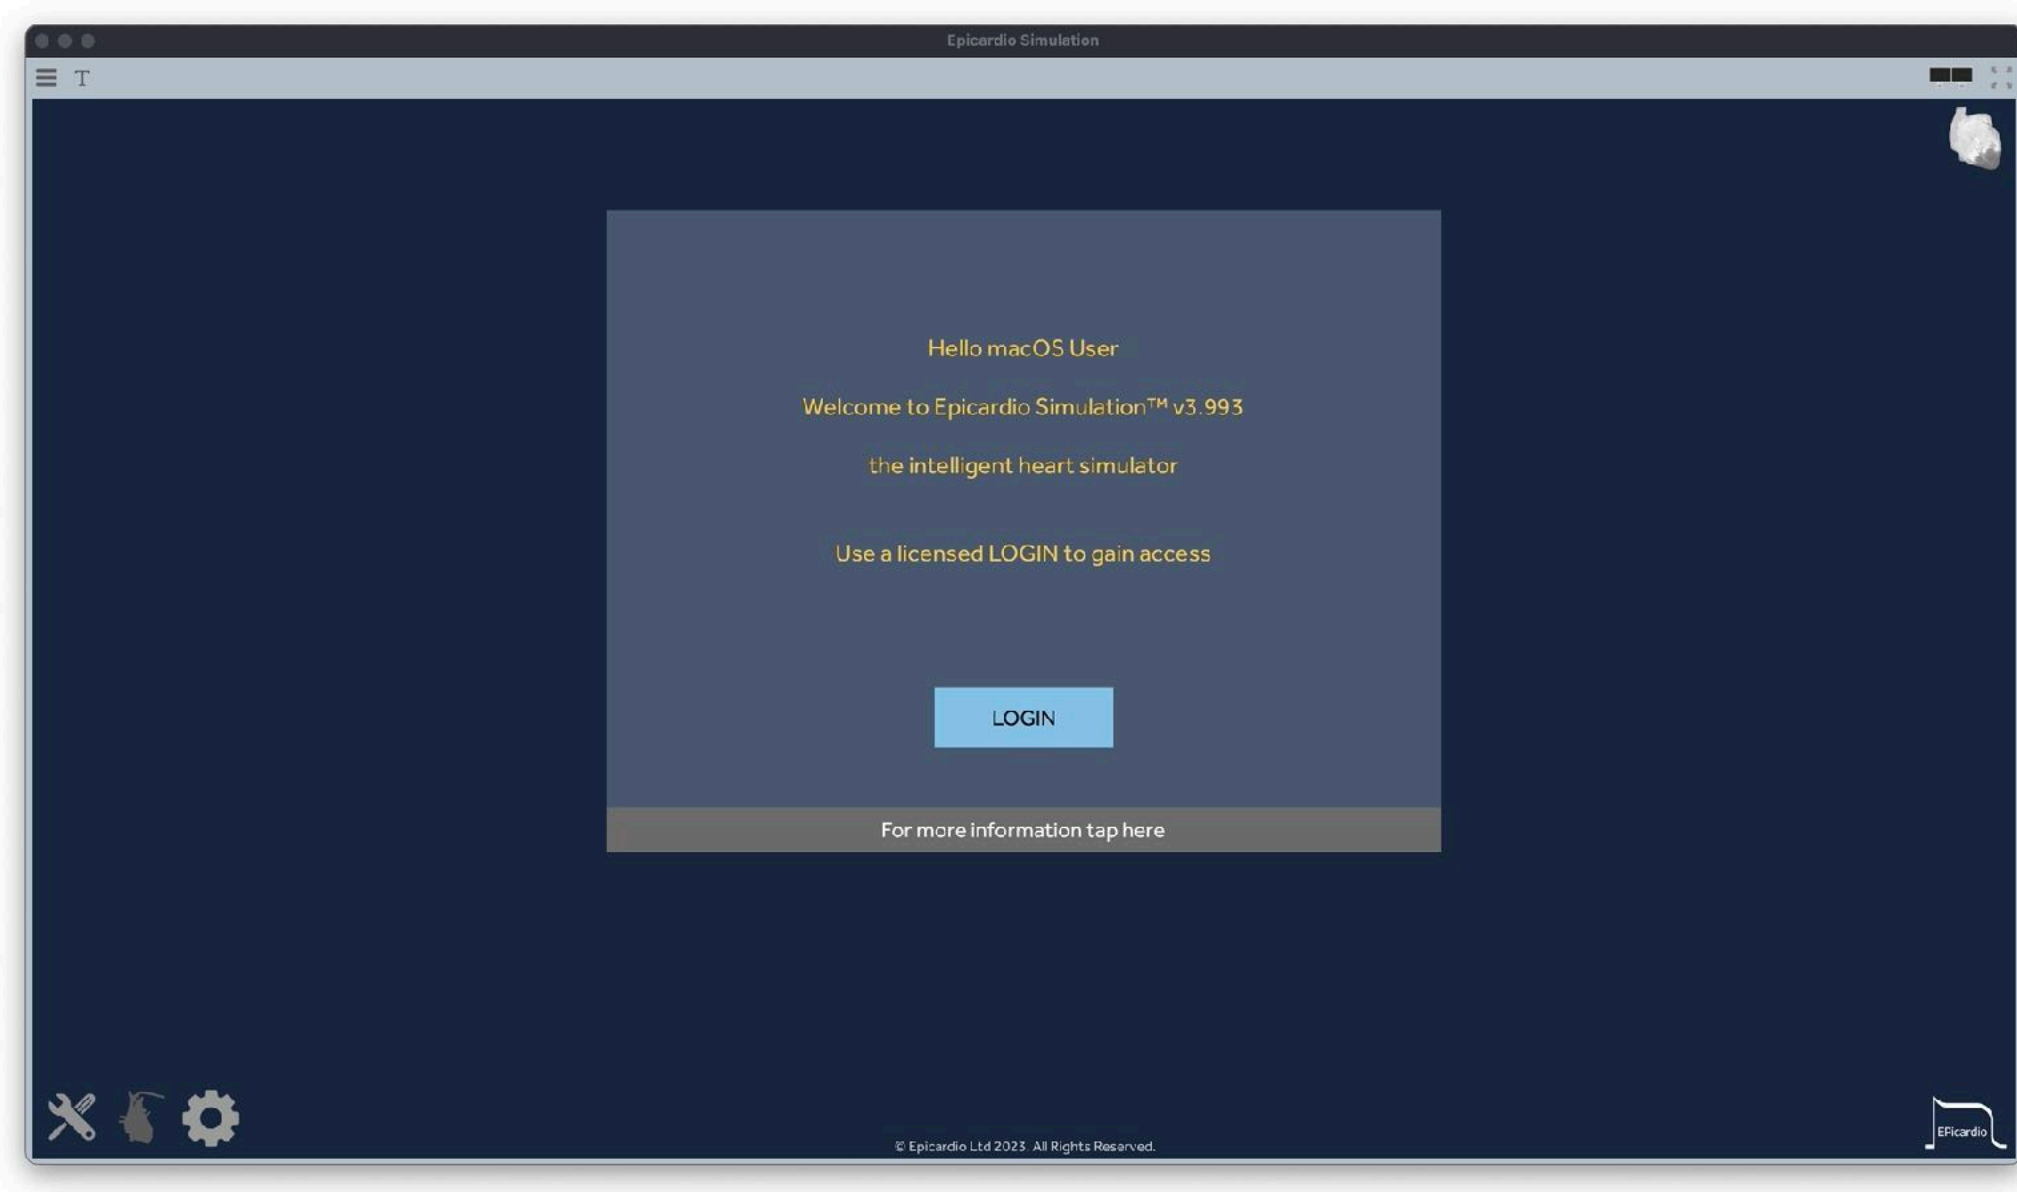 Epicardio Simulation
T
Hello macOS User
Welcome to Epicardio Simulation™ v3.993
the intelligent heart simulator
Use a licensed LOGIN to gain access
LOGIN
For more information tap here
EPicardio
© Epicardio Ltd 2023. All Rights Reserved.